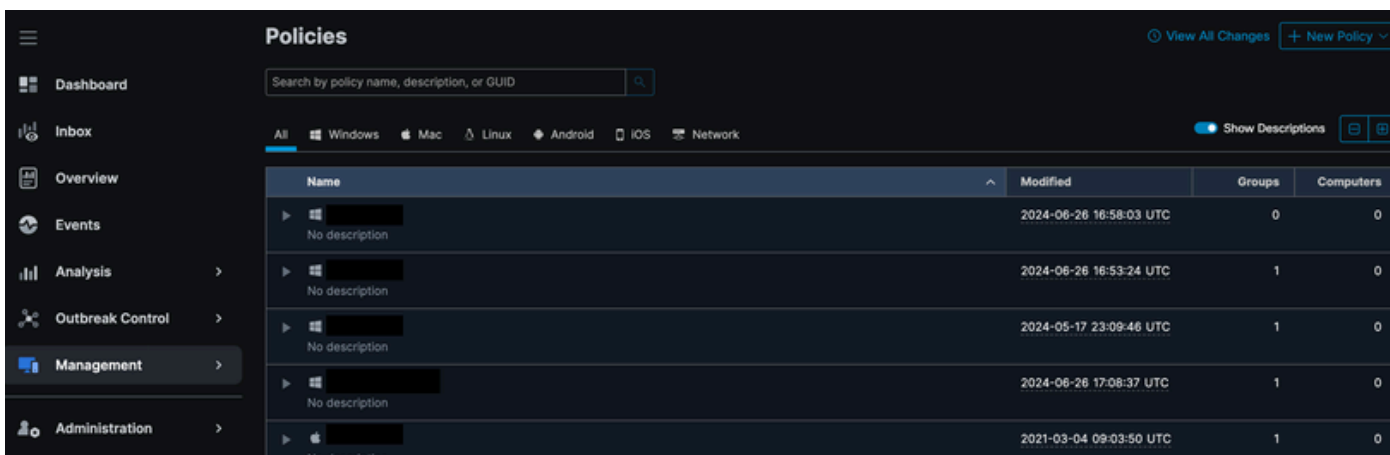 Policies
View All Changes
+ New Policy
Search by policy name, description, or GUID
Dashboard
Inbox
Overview
Events
Analysis
Outbreak Control
Management
Administration
All Windows Mac Linux Android iOS Network
Show Descriptions
Name Modified Groups Computers
2024-06-26 16:58:03 UTC 0 0
No description
2024-06-26 16:53:24 UTC 1 0
No description
2024-05-17 23:09:46 UTC 1 0
No description
2024-06-26 17:08:37 UTC 1 0
No description
2021-03-04 09:03:50 UTC 1 0